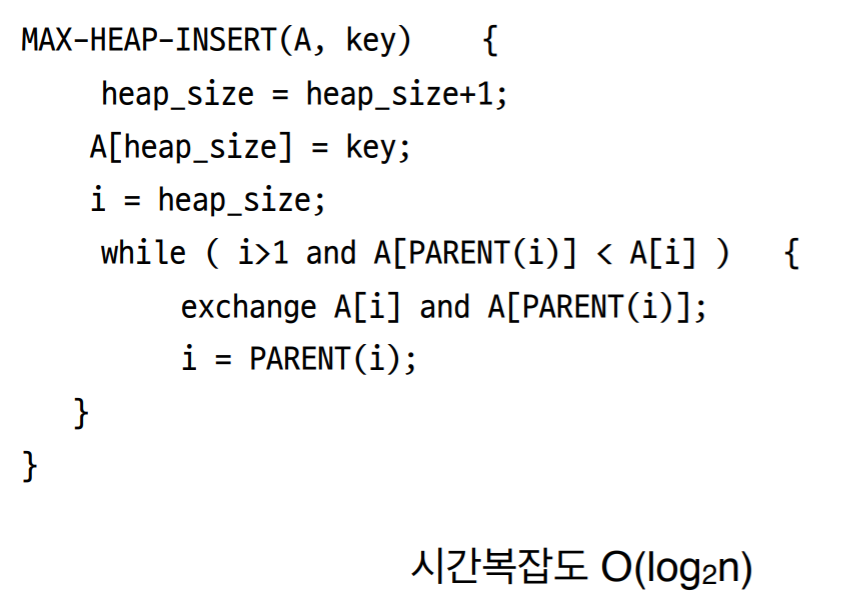 MAX-HEAP-INSERT(A, key) {
heap_size = heap_size+1;
A[heap_size] = key;
i = heap_size;
while ( i>1 and A[PARENT(i)] < A[i] ) {
exchange A[i] and A[PARENT(i)];
i = PARENT(i);
}
}
시간복잡도 O(log₂n)